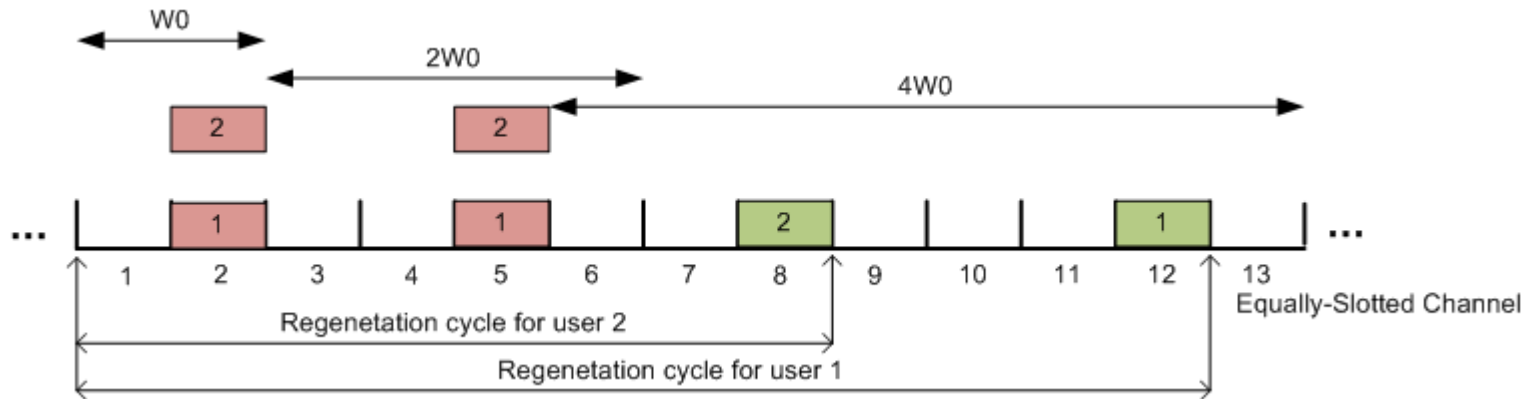 W0
2W0
4W0
2 2
... 1 1 2 1 ...
1 2 3 4 5 6 7 8 9 10 11 12 13
Equally-Slotted Channel
Regenetation cycle for user 2
Regenetation cycle for user 1